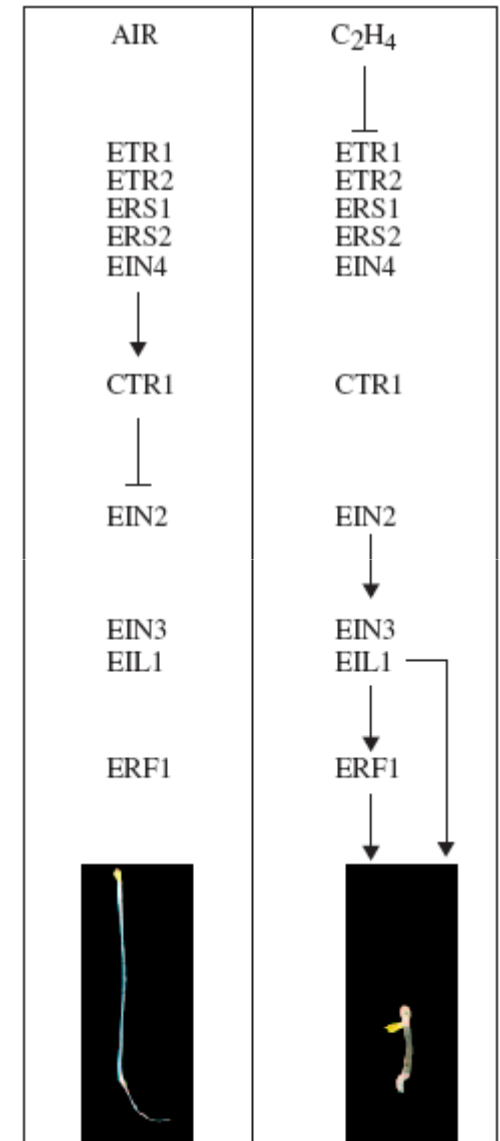 AIR
ETR1
ETR2
ERS1
ERS2
EIN4
CTR1
EIN2
EIN3
EIL1
ERF1
C₂H₄
ETR1
ETR2
ERS1
ERS2
EIN4
CTR1
EIN2
EIN3
EIL1
ERF1